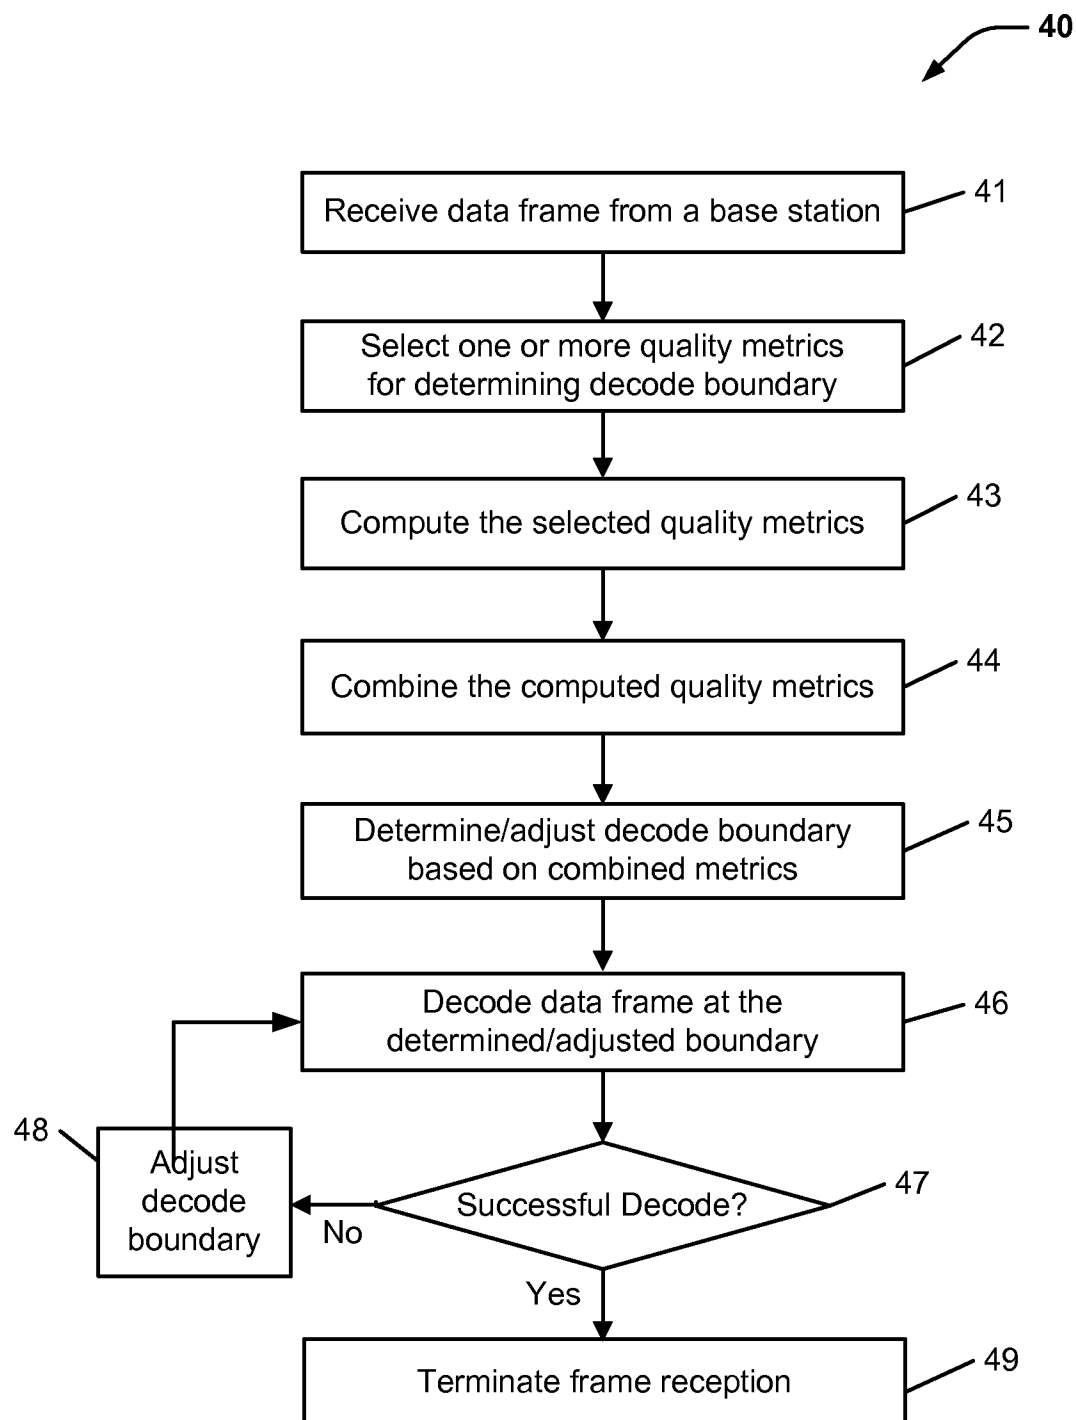 40
Receive data frame from a base station
41
Select one or more quality metrics
for determining decode boundary
42
Compute the selected quality metrics
43
Combine the computed quality metrics
44
Determine/adjust decode boundary
based on combined metrics
45
Decode data frame at the
determined/adjusted boundary
46
48
Adjust
decode
boundary
No
Successful Decode?
47
Yes
Terminate frame reception
49